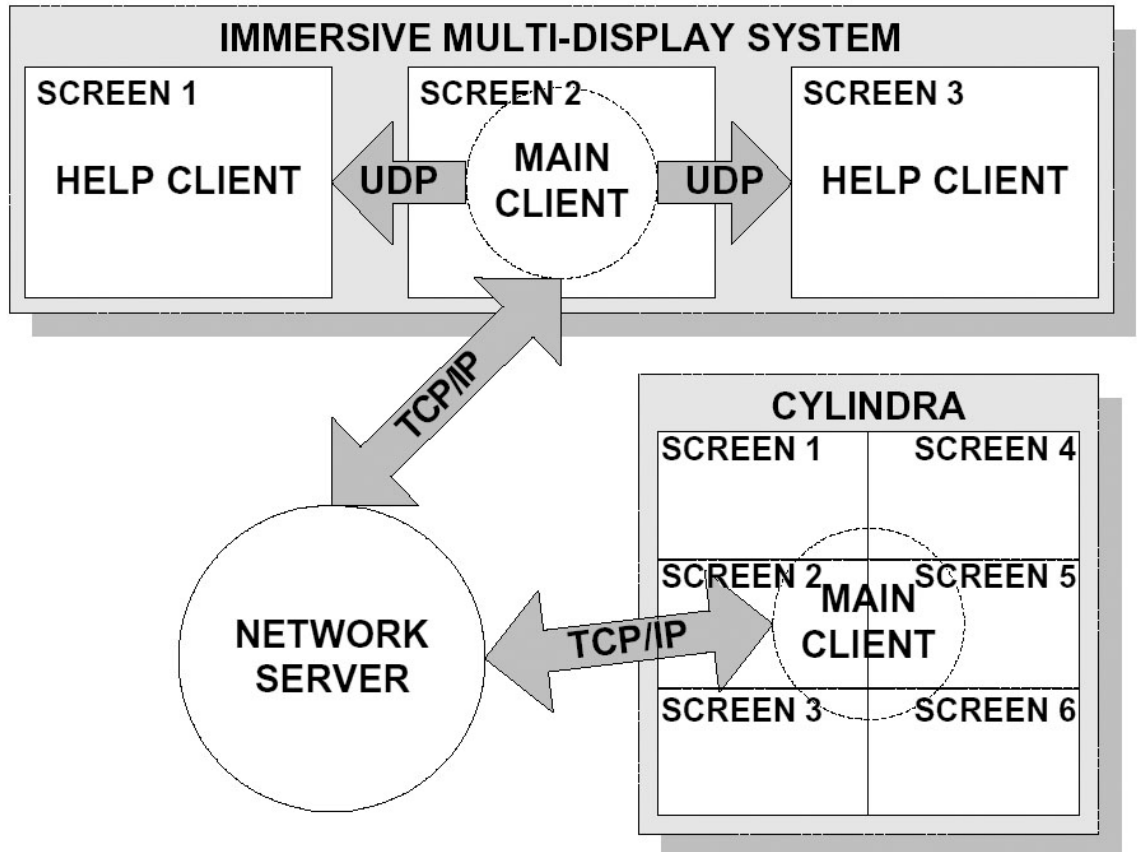 IMMERSIVE MULTI-DISPLAY SYSTEM
SCREEN 1
HELP CLIENT
SCREEN 2
UDP
MAIN
CLIENT
UDP
SCREEN 3
HELP CLIENT
TCP/IP
NETWORK
SERVER
TCP/IP
CYLINDRA
SCREEN 1
SCREEN 4
SCREEN 2
SCREEN 5
MAIN
CLIENT
SCREEN 3
SCREEN 6